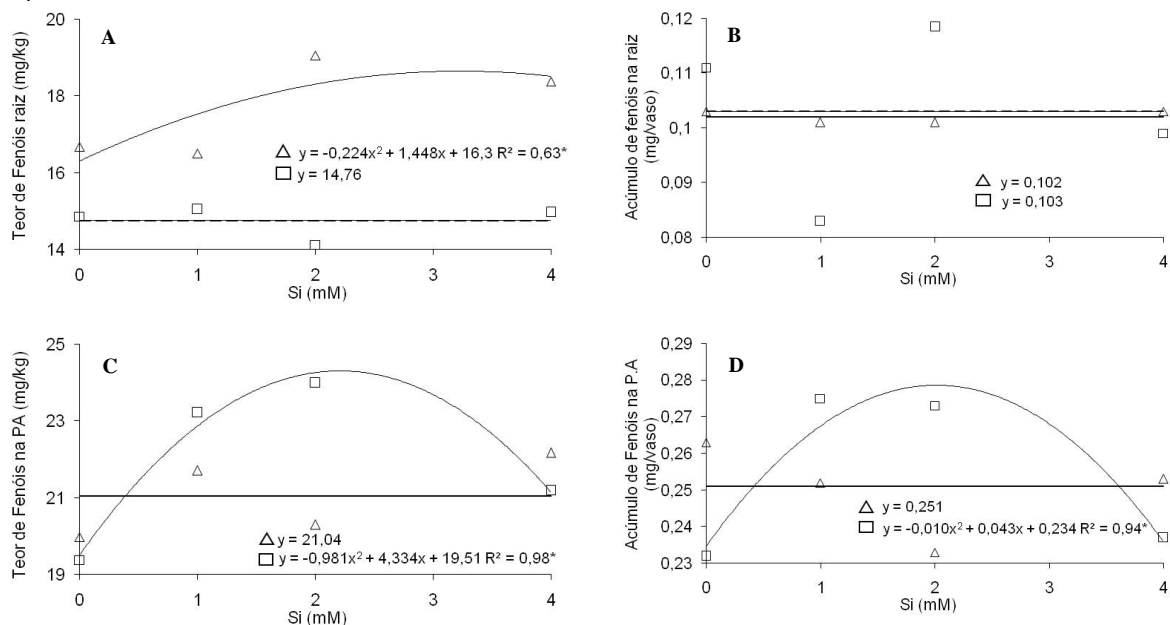 A
Teor de Fenóis raiz (mg/kg)
20
18
16
14
△ y = -0,224x² + 1,448x + 16,3 R² = 0,63*
□ y = 14,76
0 1 2 3 4
Si (mM)
B
Acúmulo de fenóis na raiz
(mg/vaso)
0,12
0,11
0,1
0,09
0,08
△ y = 0,102
□ y = 0,103
0 1 2 3 4
Si (mM)
C
Teor de Fenóis na PA (mg/kg)
25
23
21
19
△ y = 21,04
□ y = -0,981x² + 4,334x + 19,51 R² = 0,98*
0 1 2 3 4
Si (mM)
D
Acúmulo de Fenóis na P.A
(mg/vaso)
0,29
0,28
0,27
0,26
0,25
0,24
0,23
△ y = 0,251
□ y = -0,010x² + 0,043x + 0,234 R² = 0,94*
0 1 2 3 4
Si (mM)